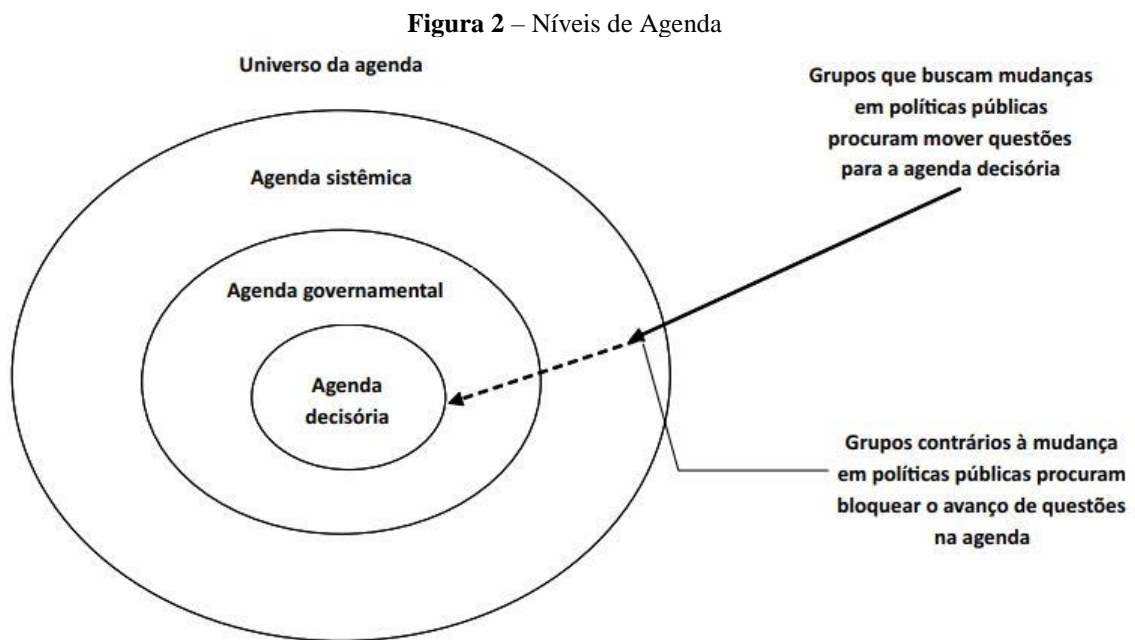 Figura 2 – Níveis de Agenda
Universo da agenda
Grupos que buscam mudanças
em políticas públicas
procuram mover questões
para a agenda decisória
Agenda sistêmica
Agenda governamental
Agenda
decisória
Grupos contrários à mudança
em políticas públicas procuram
bloquear o avanço de questões
na agenda